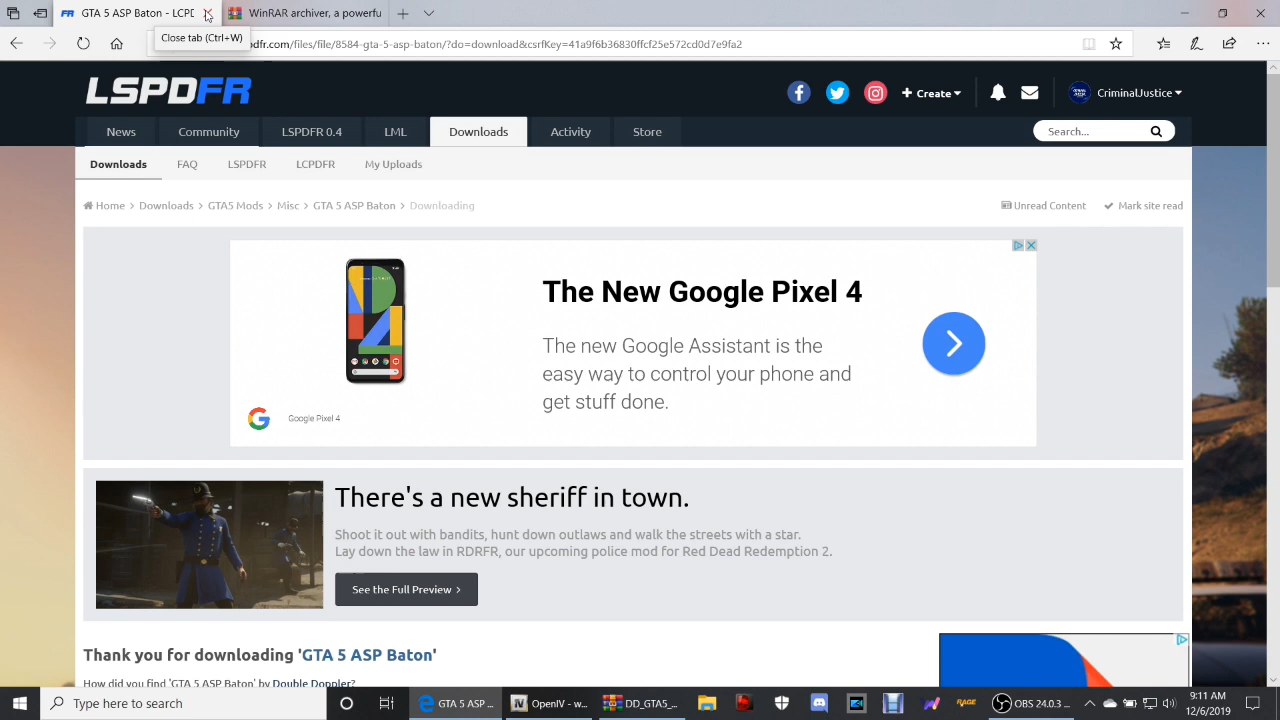 FR GTA 5 ASP Baton - LSPD
Close tab (Ctrl+W)
dfr.com/files/file/8584-gta-5-asp-baton/?do=download&csrfKey=41a9f6b36830ffcf25e572cd0d7e9fa2
LSPDFR
Create
CriminalJustice
News
Community
LSPDFR 0.4
LML
Downloads
Activity
Store
Search...
Downloads
FAQ
LSPDFR
LCPDFR
My Uploads
Home > Downloads > GTA5 Mods > Misc > GTA 5 ASP Baton > Downloading
Unread Content
Mark site read
The New Google Pixel 4
The new Google Assistant is the
easy way to control your phone and
get stuff done.
Google Pixel 4
There's a new sheriff in town.
Shoot it out with bandits, hunt down outlaws and walk the streets with a star.
Lay down the law in RDRFR, our upcoming police mod for Red Dead Redemption 2.
See the Full Preview >
Thank you for downloading 'GTA 5 ASP Baton'
How did you find 'GTA 5 ASP Baton' by Double Doppler?
Type here to search
GTA 5 ASP ...
OpenIV - w...
DD_GTA5_...
RAGE
OBS 24.0.3 ...
9:11 AM
12/6/2019